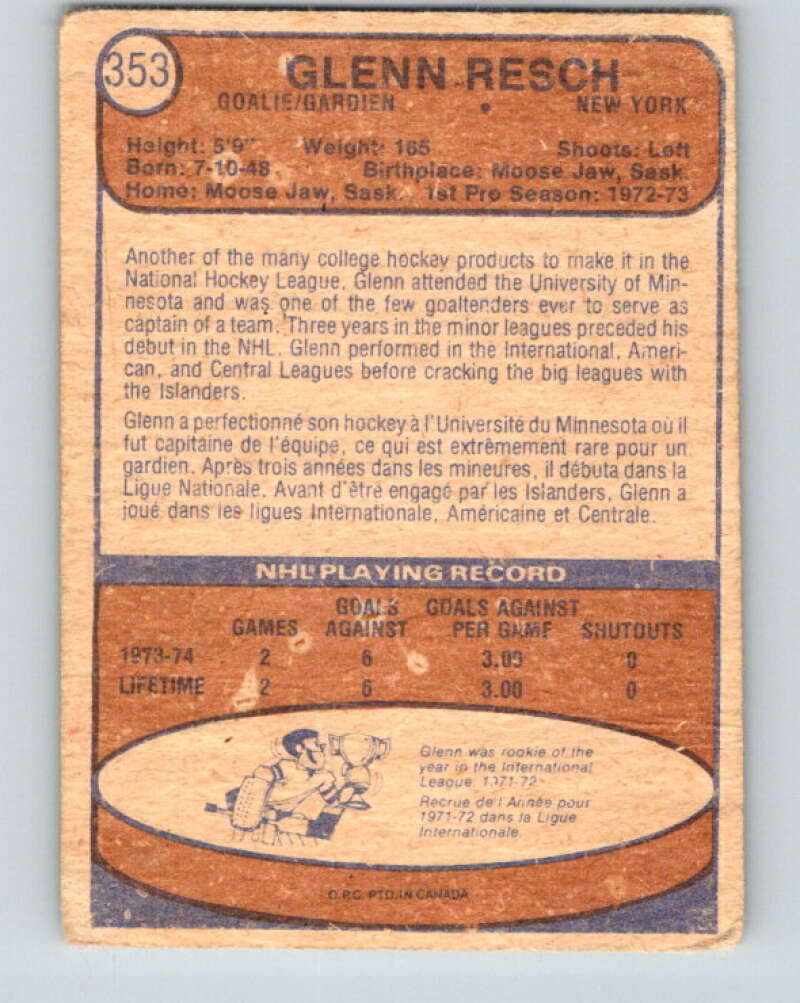 353
GLENN RESCH
GOALIE/GARDIEN • NEW YORK
Height: 5'9" Weight: 165 Shoots: Left
Born: 7-10-48 Birthplace: Moose Jaw, Sask.
Home: Moose Jaw, Sask. 1st Pro Season: 1972-73
Another of the many college hockey products to make it in the
National Hockey League, Glenn attended the University of Min-
nesota and was one of the few goaltenders ever to serve as
captain of a team. Three years in the minor leagues preceded his
debut in the NHL. Glenn performed in the International, Ameri-
can, and Central Leagues before cracking the big leagues with
the Islanders.
Glenn a perfectionné son hockey à l'Université du Minnesota où il
fut capitaine de l'équipe, ce qui est extrêmement rare pour un
gardien. Après trois années dans les mineures, il débuta dans la
Ligue Nationale. Avant d'être engagé par les Islanders, Glenn a
joué dans les ligues Internationale, Américaine et Centrale.
NHL PLAYING RECORD
GOALS GOALS AGAINST
GAMES AGAINST PER GAME SHUTOUTS
1973-74 2 6 3.00 0
LIFETIME 2 6 3.00 0
Glenn was rookie of the
year in the International
League, 1971-72
Recrue de l'Année pour
1971-72 dans la Ligue
Internationale.
O.P.C. PTD. IN CANADA